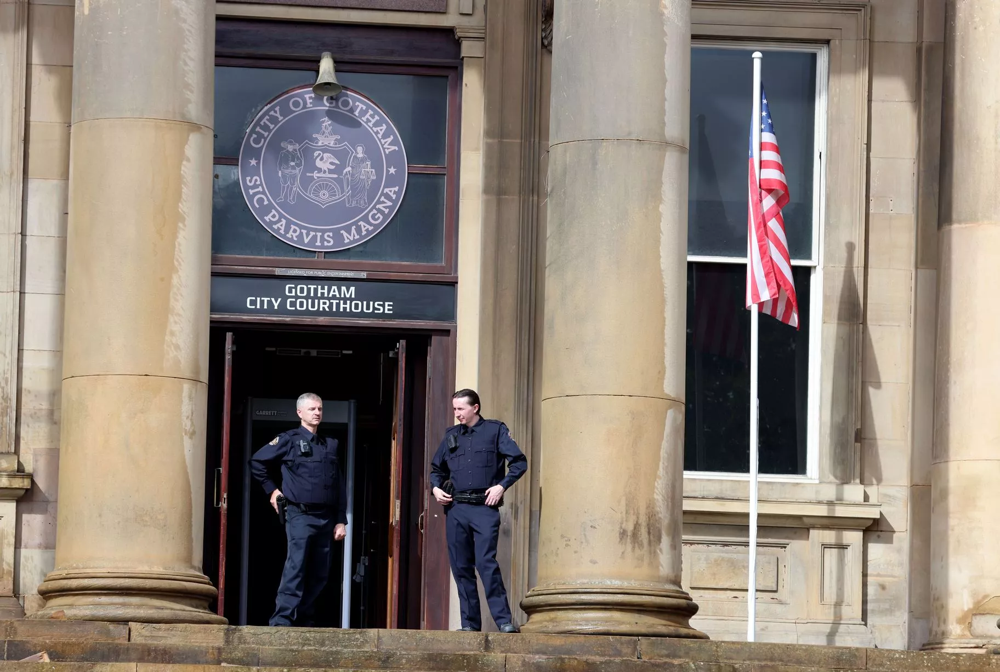 CITY OF GOTHAM
SIC PARVIS MAGNA
LICENSED FOR PUBLIC ENTERTAINMENT
GOTHAM
CITY COURTHOUSE
GARRETT